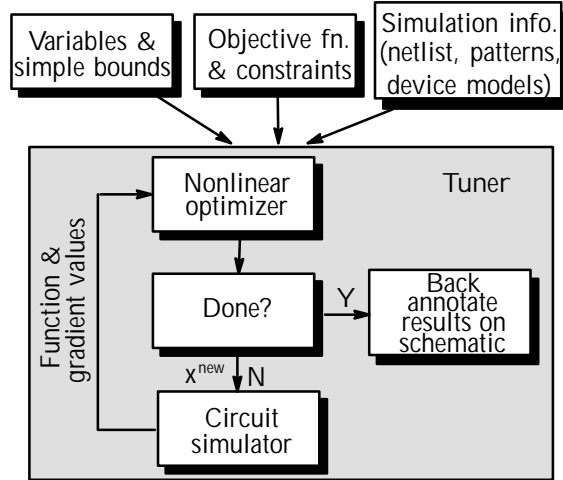 Variables &
simple bounds
Objective fn.
& constraints
Simulation info.
(netlist, patterns,
device models)
Tuner
Nonlinear
optimizer
Function &
gradient values
Done?
Y
Back
annotate
results on
schematic
x^new N
Circuit
simulator